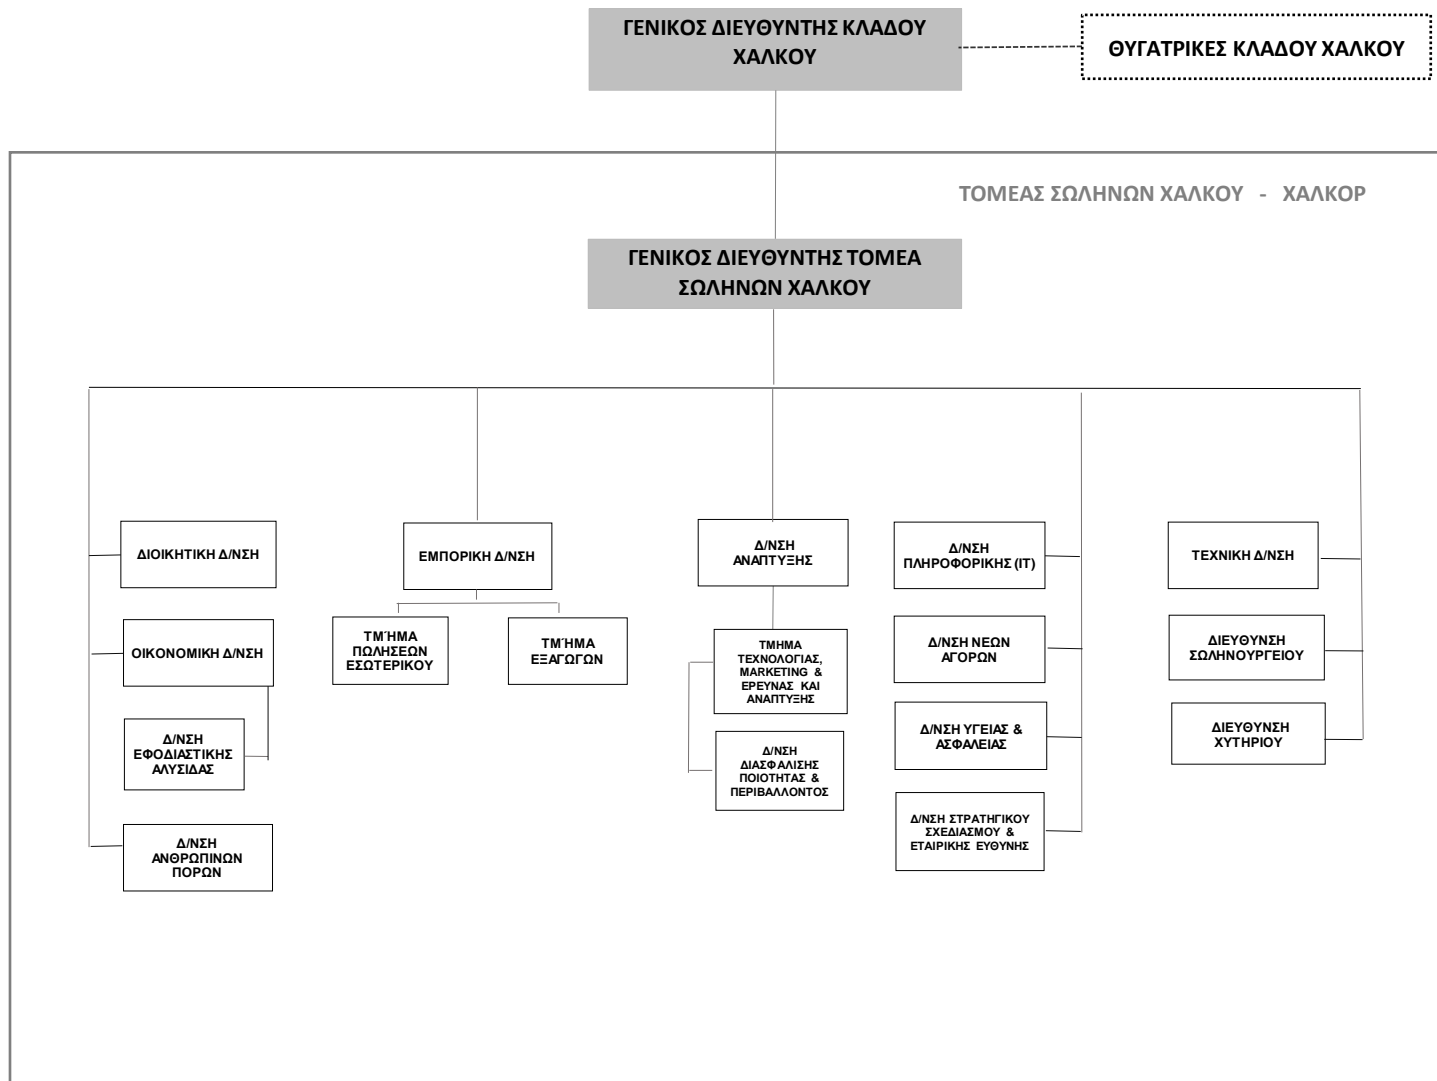 ΓΕΝΙΚΟΣ ΔΙΕΥΘΥΝΤΗΣ ΚΛΑΔΟΥ
ΧΑΛΚΟΥ
ΘΥΓΑΤΡΙΚΕΣ ΚΛΑΔΟΥ ΧΑΛΚΟΥ
ΤΟΜΕΑΣ ΣΩΛΗΝΩΝ ΧΑΛΚΟΥ - ΧΑΛΚΟΡ
ΓΕΝΙΚΟΣ ΔΙΕΥΘΥΝΤΗΣ ΤΟΜΕΑ
ΣΩΛΗΝΩΝ ΧΑΛΚΟΥ
ΔΙΟΙΚΗΤΙΚΗ Δ/ΝΣΗ
ΟΙΚΟΝΟΜΙΚΗ Δ/ΝΣΗ
Δ/ΝΣΗ
ΕΦΟΔΙΑΣΤΙΚΗΣ
ΑΛΥΣΙΔΑΣ
Δ/ΝΣΗ
ΑΝΘΡΩΠΙΝΩΝ
ΠΟΡΩΝ
ΕΜΠΟΡΙΚΗ Δ/ΝΣΗ
ΤΜΉΜΑ
ΠΩΛΗΣΕΩΝ
ΕΣΩΤΕΡΙΚΟΥ
ΤΜΉΜΑ
ΕΞΑΓΩΓΩΝ
Δ/ΝΣΗ
ΑΝΑΠΤΥΞΗΣ
ΤΜΗΜΑ
ΤΕΧΝΟΛΟΓΙΑΣ,
MARKETING &
ΕΡΕΥΝΑΣ ΚΑΙ
ΑΝΑΠΤΥΞΗΣ
Δ/ΝΣΗ
ΔΙΑΣΦΑΛΙΣΗΣ
ΠΟΙΟΤΗΤΑΣ &
ΠΕΡΙΒΑΛΛΟΝΤΟΣ
Δ/ΝΣΗ
ΠΛΗΡΟΦΟΡΙΚΗΣ (IT)
Δ/ΝΣΗ ΝΕΩΝ
ΑΓΟΡΩΝ
Δ/ΝΣΗ ΥΓΕΙΑΣ &
ΑΣΦΑΛΕΙΑΣ
Δ/ΝΣΗ ΣΤΡΑΤΗΓΙΚΟΥ
ΣΧΕΔΙΑΣΜΟΥ &
ΕΤΑΙΡΙΚΗΣ ΕΥΘΥΝΗΣ
ΤΕΧΝΙΚΗ Δ/ΝΣΗ
ΔΙΕΥΘΥΝΣΗ
ΣΩΛΗΝΟΥΡΓΕΙΟΥ
ΔΙΕΥΘΥΝΣΗ
ΧΥΤΗΡΙΟΥ